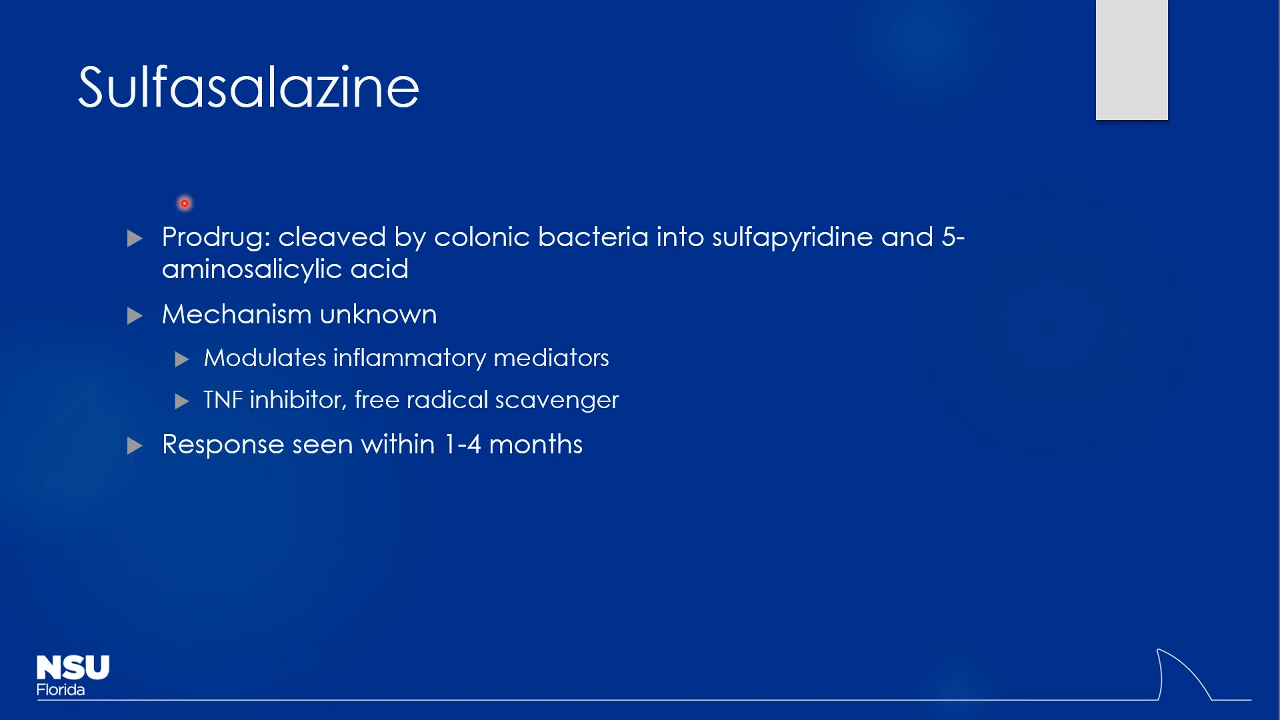 Sulfasalazine
Prodrug: cleaved by colonic bacteria into sulfapyridine and 5-
aminosalicylic acid
Mechanism unknown
Modulates inflammatory mediators
TNF inhibitor, free radical scavenger
Response seen within 1-4 months
NSU
Florida